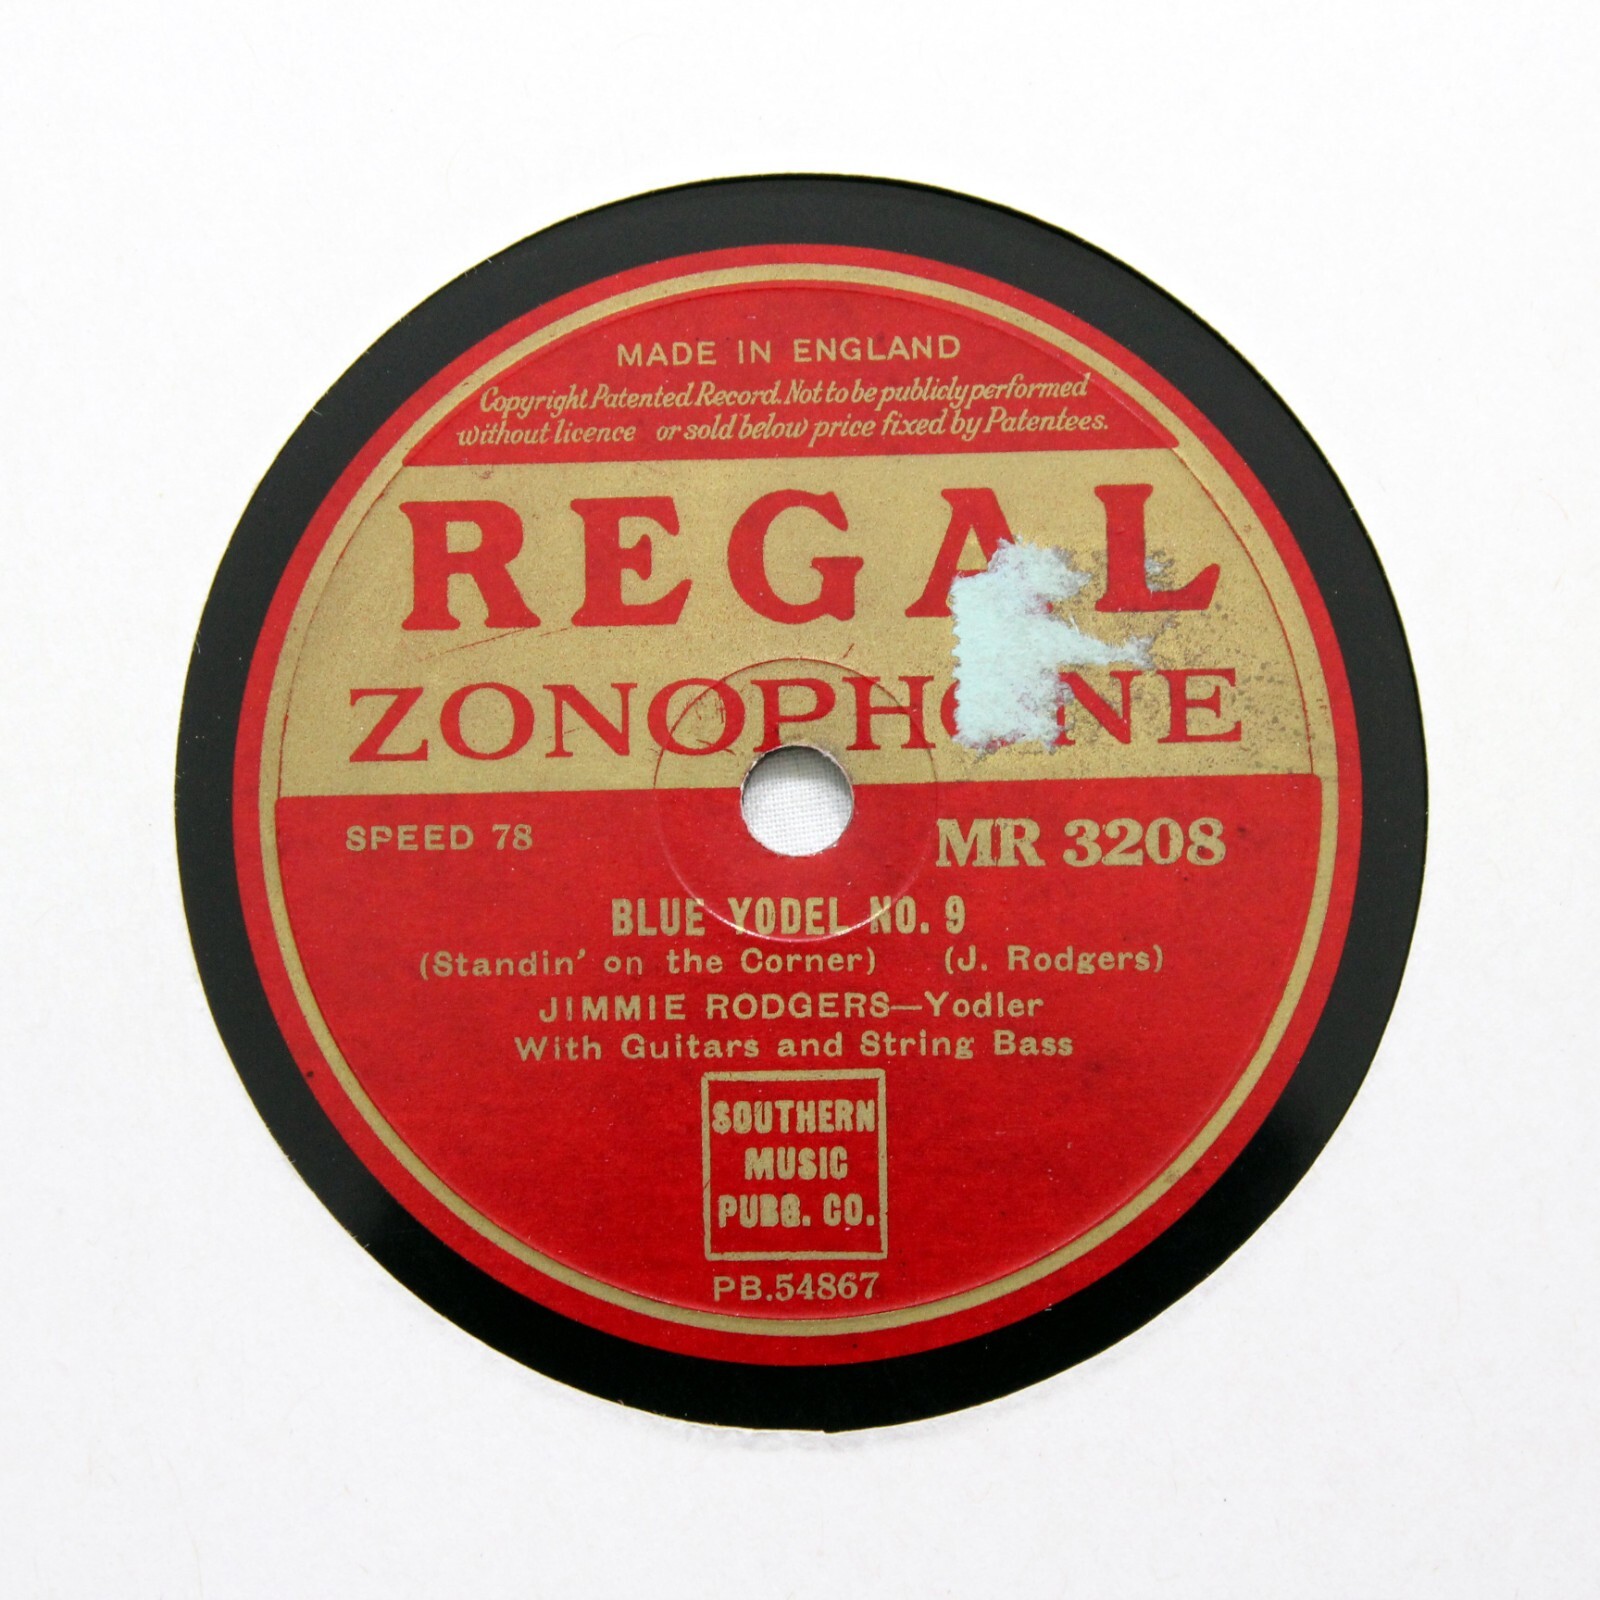 MADE IN ENGLAND
Copyright Patented Record. Not to be publicly performed
without licence or sold below price fixed by Patentees.
REGAL
ZONOPHONE
SPEED 78 MR 3208
BLUE YODEL NO. 9
(Standin' on the Corner) (J. Rodgers)
JIMMIE RODGERS—Yodler
With Guitars and String Bass
SOUTHERN
MUSIC
PUBG. CO.
PB.54867